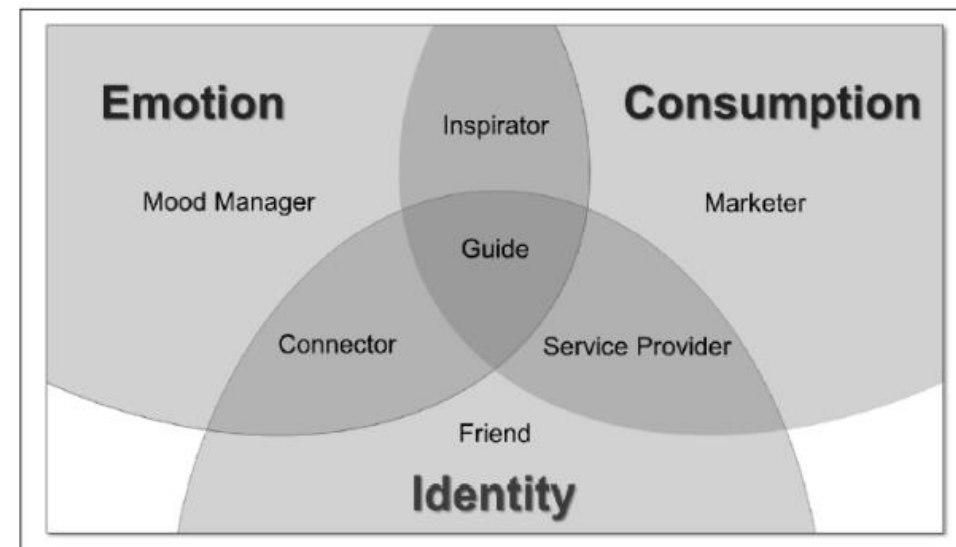 Emotion
Consumption
Inspirator
Mood Manager
Marketer
Guide
Connector
Service Provider
Friend
Identity